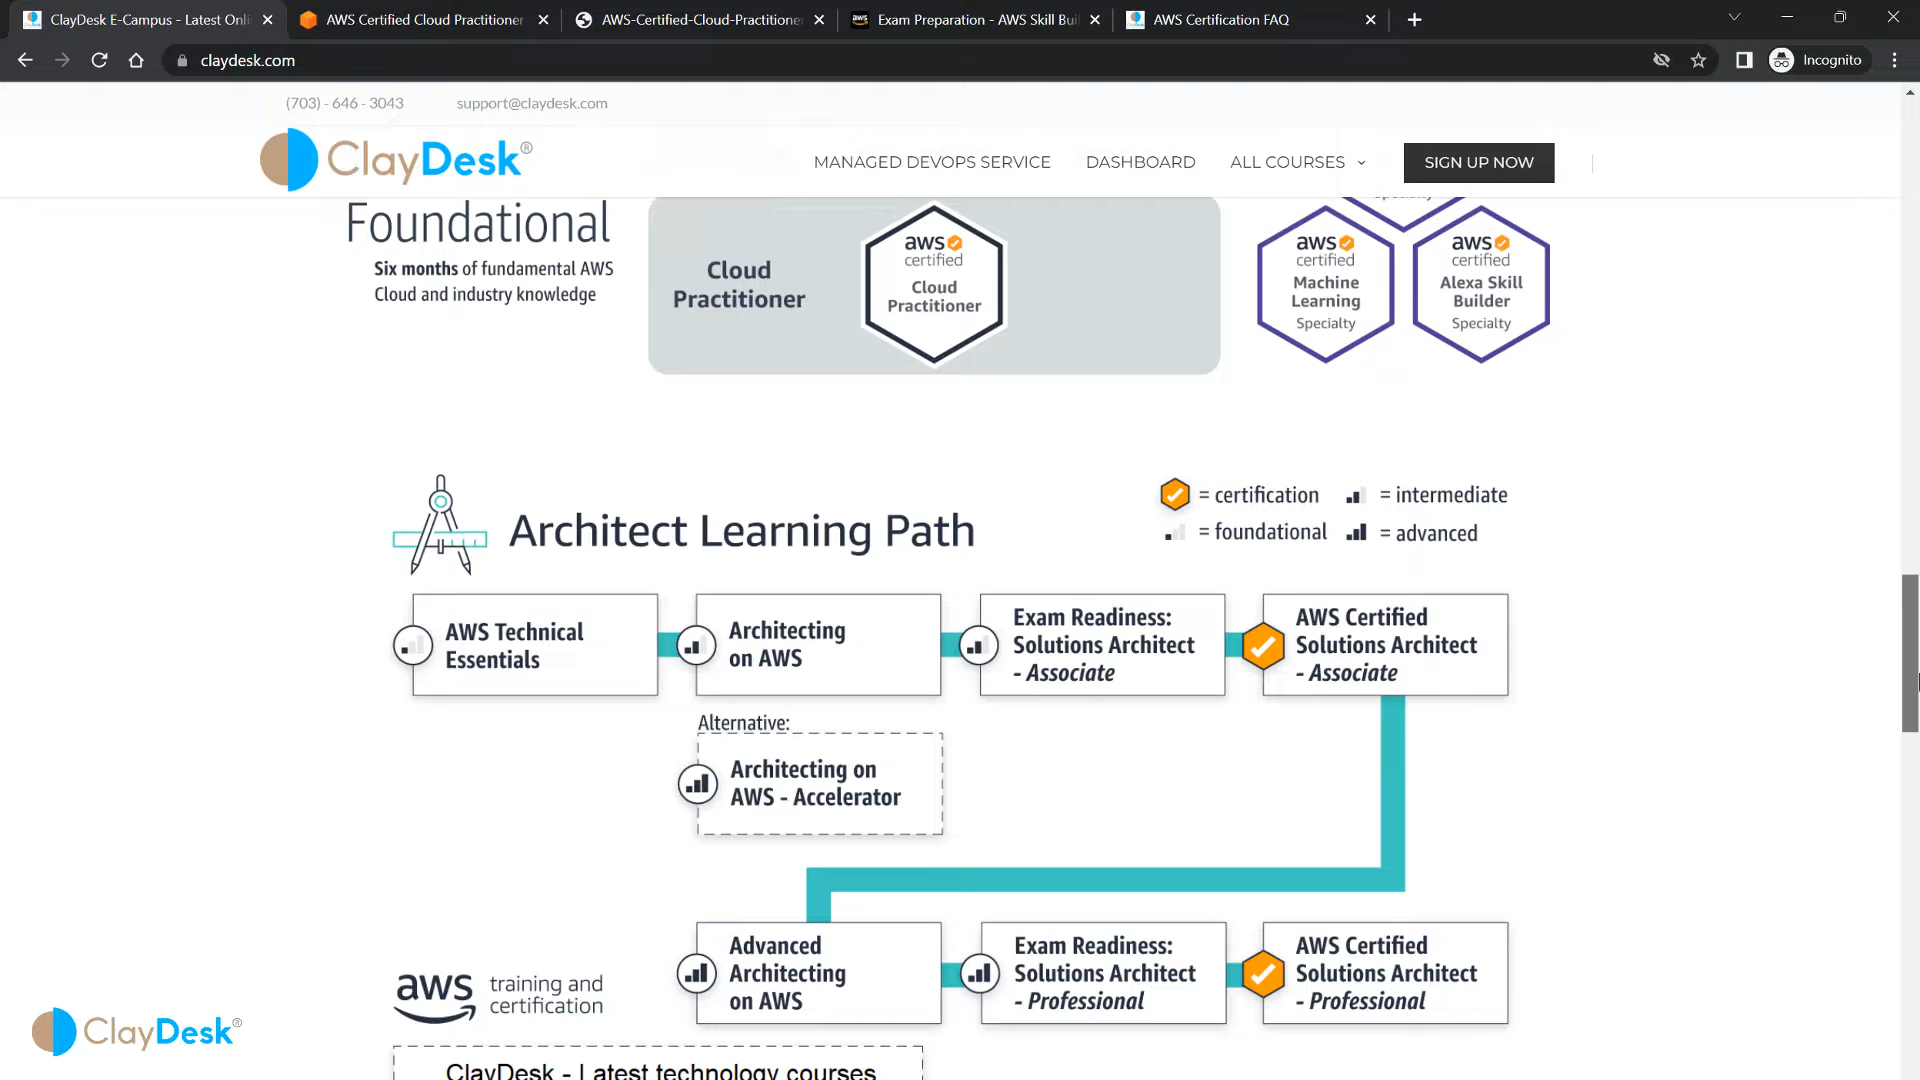 ClayDesk E-Campus - Latest Onli
AWS Certified Cloud Practitioner
AWS-Certified-Cloud-Practitione
aws
Exam Preparation - AWS Skill Bui
AWS Certification FAQ
claydesk.com
Incognito
(703) - 646 - 3043
support@claydesk.com
ClayDesk®
MANAGED DEVOPS SERVICE
DASHBOARD
ALL COURSES
SIGN UP NOW
Foundational
Six months of fundamental AWS
Cloud and industry knowledge
Cloud
Practitioner
aws
certified
Cloud
Practitioner
Specialty
aws
certified
Machine
Learning
Specialty
aws
certified
Alexa Skill
Builder
Specialty
Architect Learning Path
= certification
= intermediate
= foundational
= advanced
AWS Technical
Essentials
Architecting
on AWS
Exam Readiness:
Solutions Architect
- Associate
AWS Certified
Solutions Architect
- Associate
Alternative:
Architecting on
AWS - Accelerator
Advanced
Architecting
on AWS
Exam Readiness:
Solutions Architect
- Professional
AWS Certified
Solutions Architect
- Professional
aws
training and
certification
ClayDesk®
ClayDesk - Latest technology courses